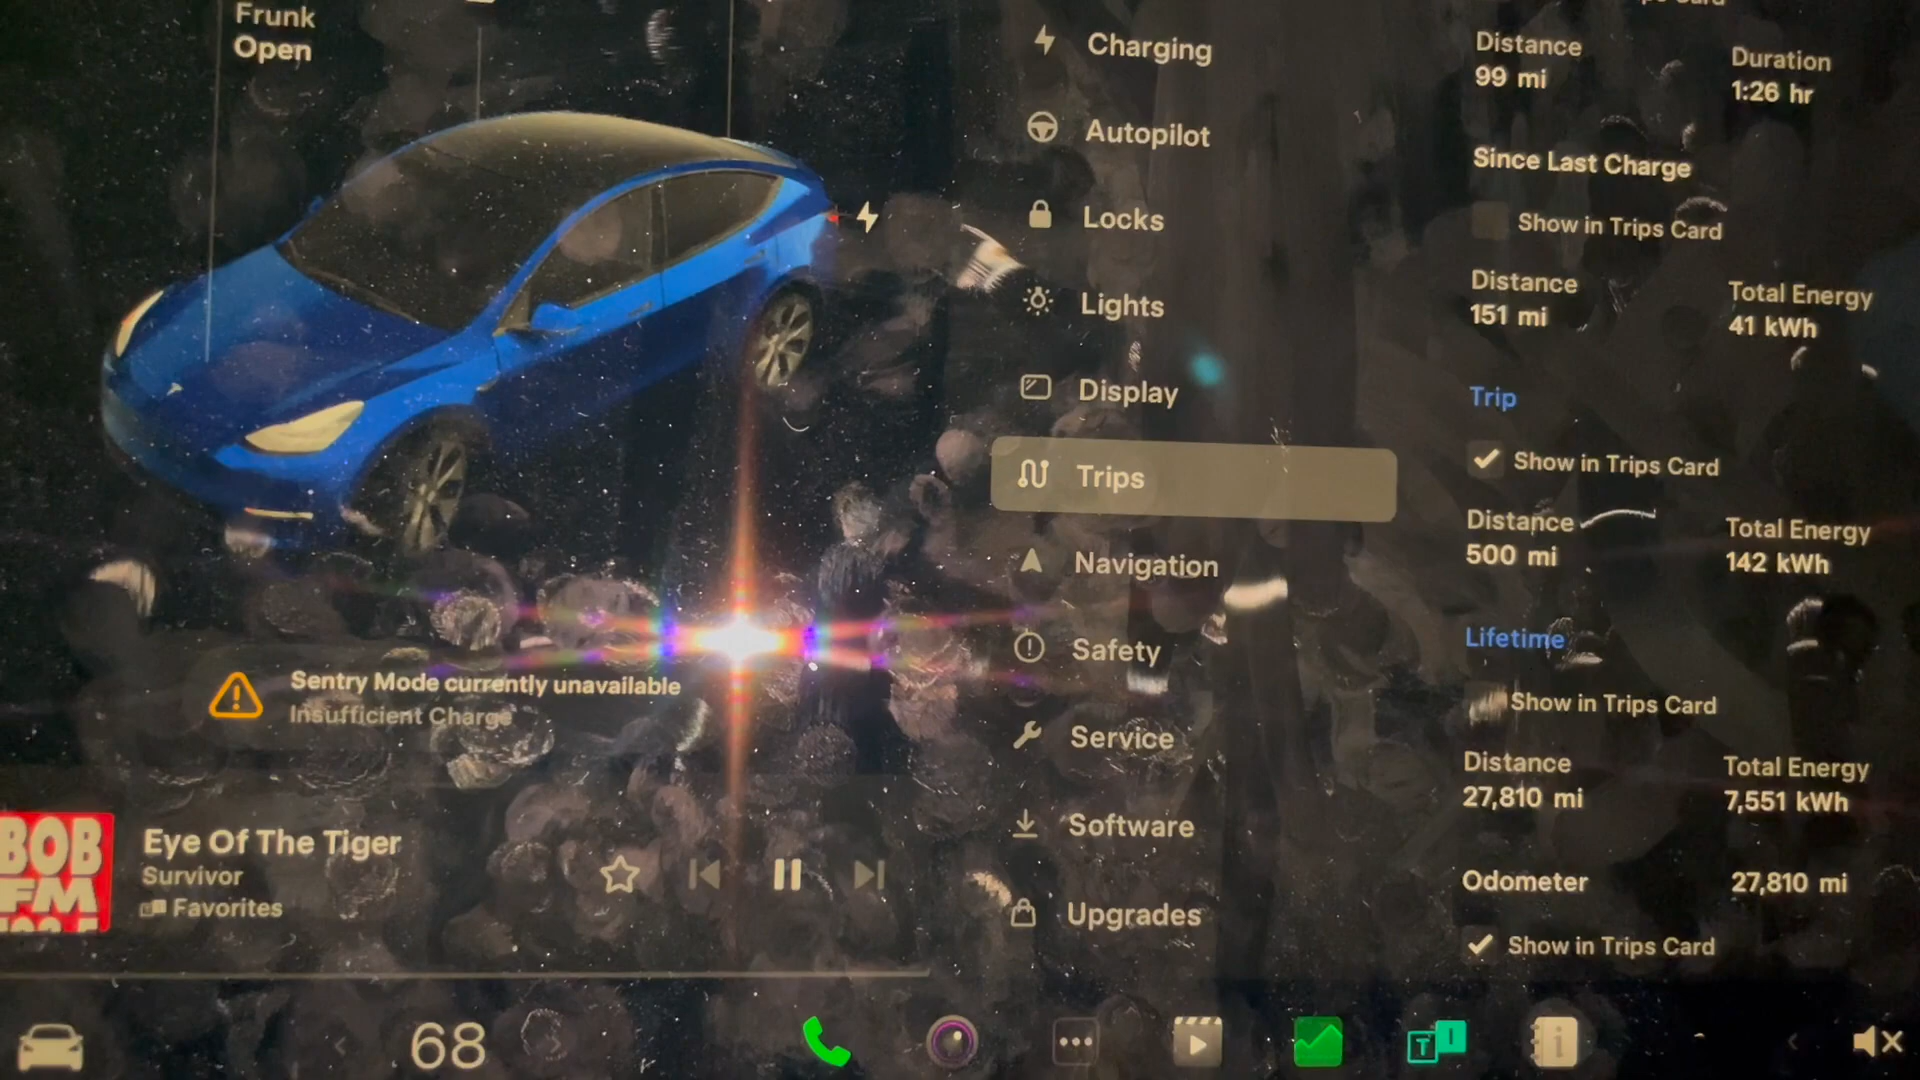 Frunk
Open
Sentry Mode currently unavailable
Insufficient Charge
BOB
FM
Eye Of The Tiger
Survivor
Favorites
68
Charging
Autopilot
Locks
Lights
Display
Trips
Navigation
Safety
Service
Software
Upgrades
Distance
99 mi
Duration
1:26 hr
Since Last Charge
Show in Trips Card
Distance
151 mi
Total Energy
41 kWh
Trip
Show in Trips Card
Distance
500 mi
Total Energy
142 kWh
Lifetime
Show in Trips Card
Distance
27,810 mi
Total Energy
7,551 kWh
Odometer 27,810 mi
Show in Trips Card
T I
i